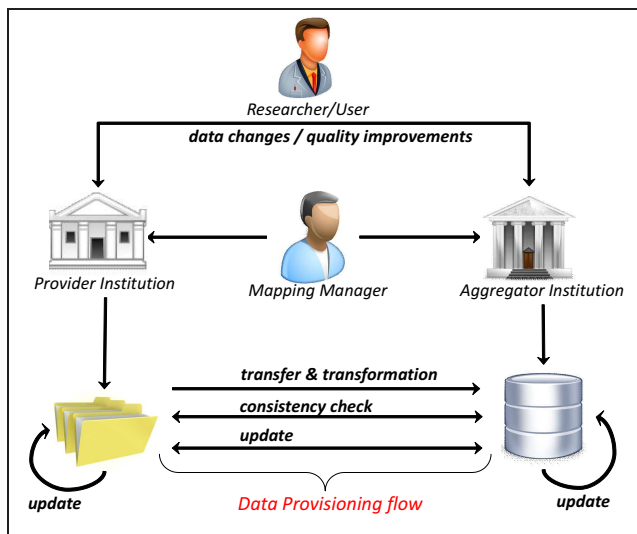 Researcher/User
data changes / quality improvements
Provider Institution
Mapping Manager
Aggregator Institution
transfer & transformation
consistency check
update
update
update
Data Provisioning flow